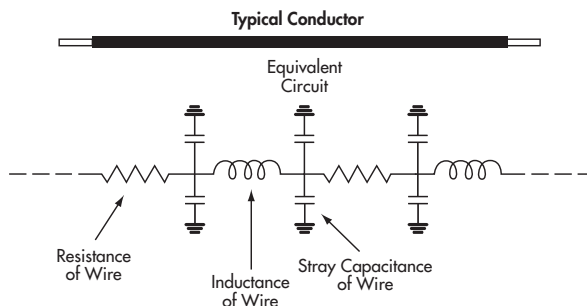 Typical Conductor
Equivalent
Circuit
Resistance
of Wire
Inductance
of Wire
Stray Capacitance
of Wire